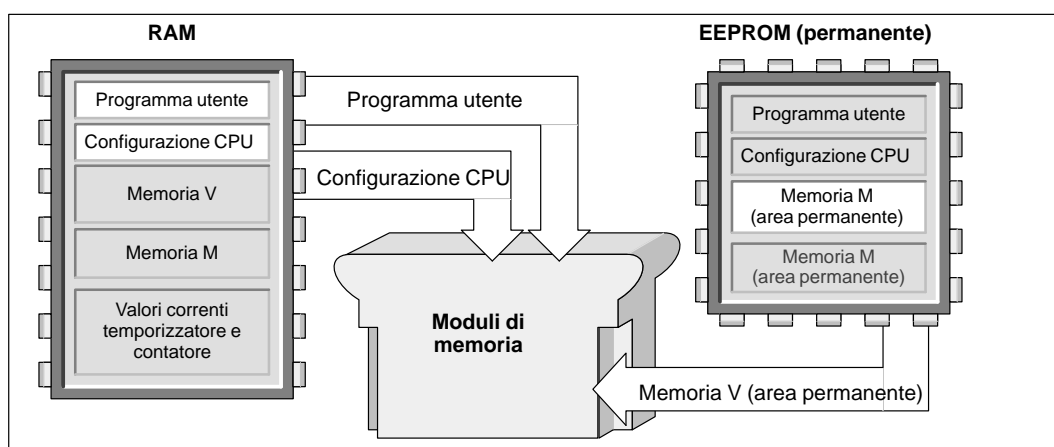 RAM
EEPROM (permanente)
Programma utente
Configurazione CPU
Memoria V
Memoria M
Valori correnti
temporizzatore e
contatore
Programma utente
Configurazione CPU
Moduli di
memoria
Programma utente
Configurazione CPU
Memoria M
(area permanente)
Memoria M
(area permanente)
Memoria V (area permanente)